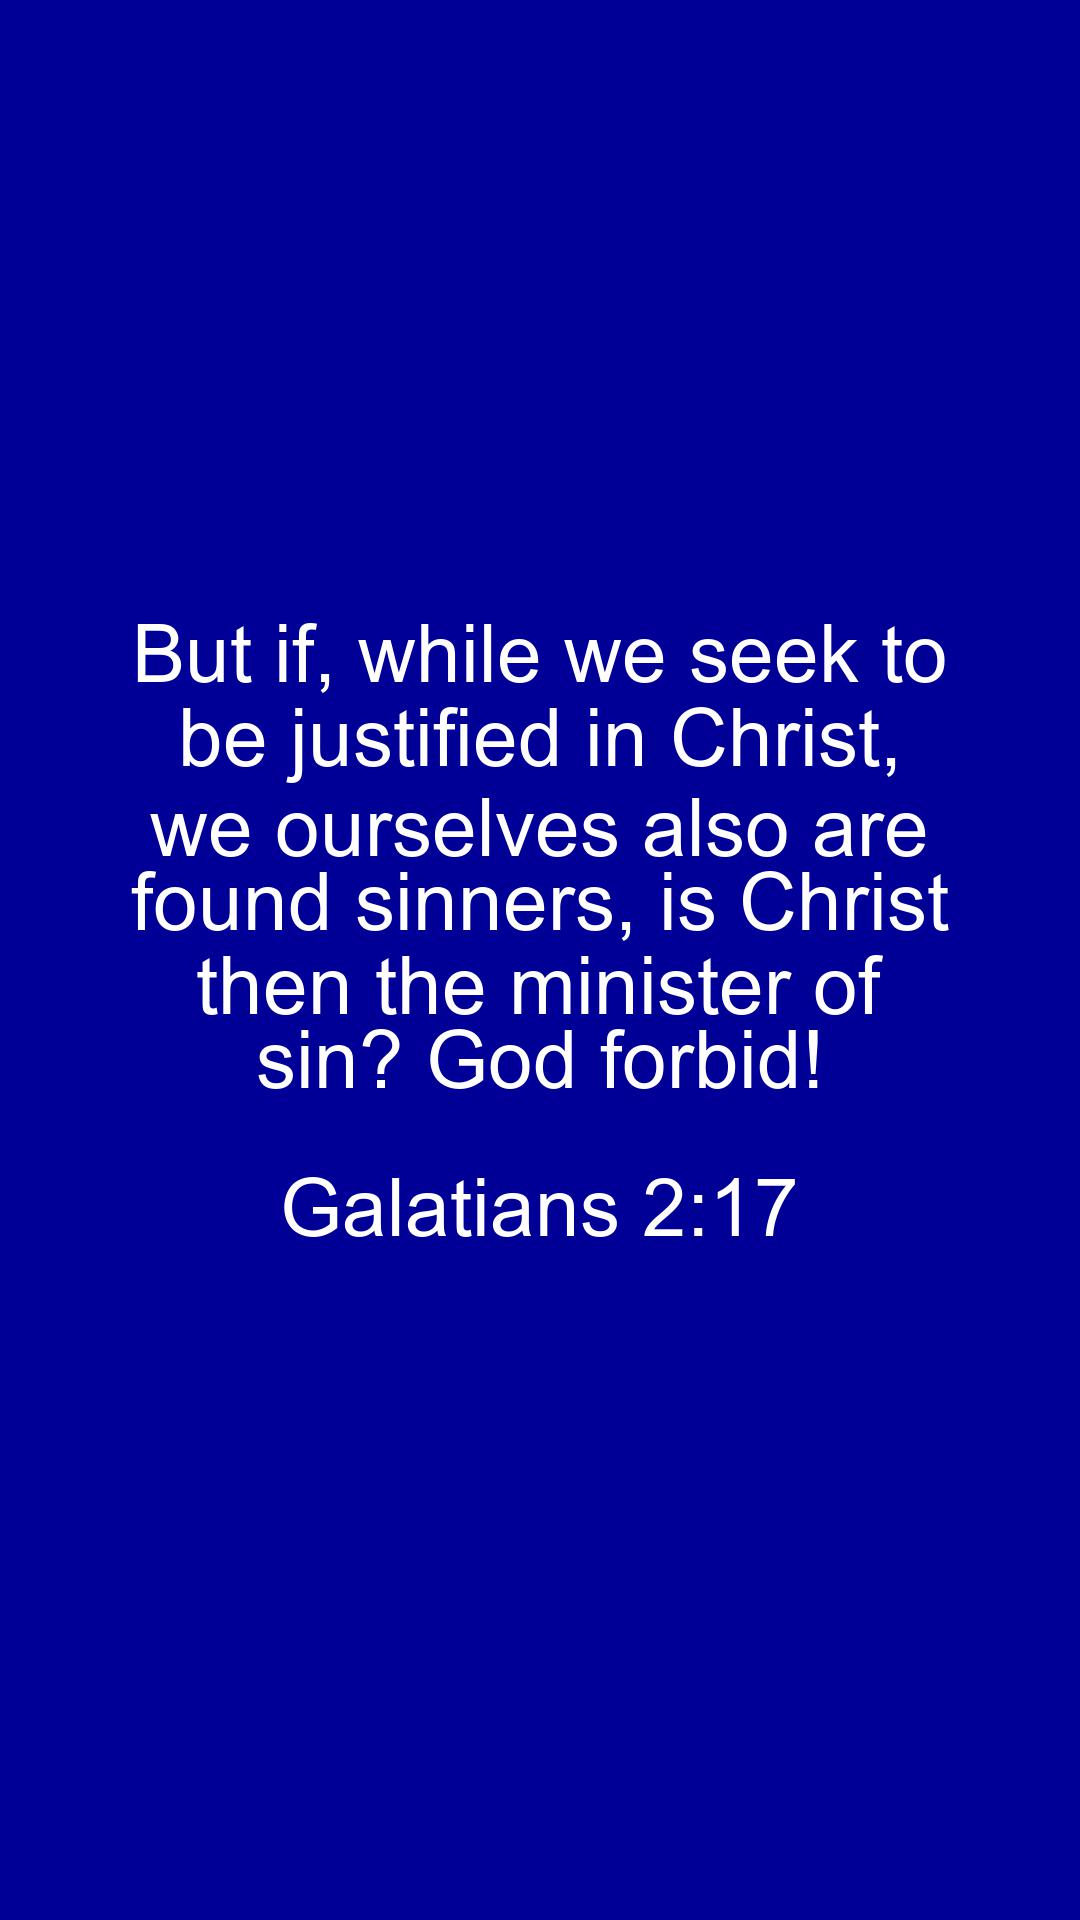 But if, while we seek to
be justified in Christ,
we ourselves also are
found sinners, is Christ
then the minister of
sin? God forbid!
Galatians 2:17